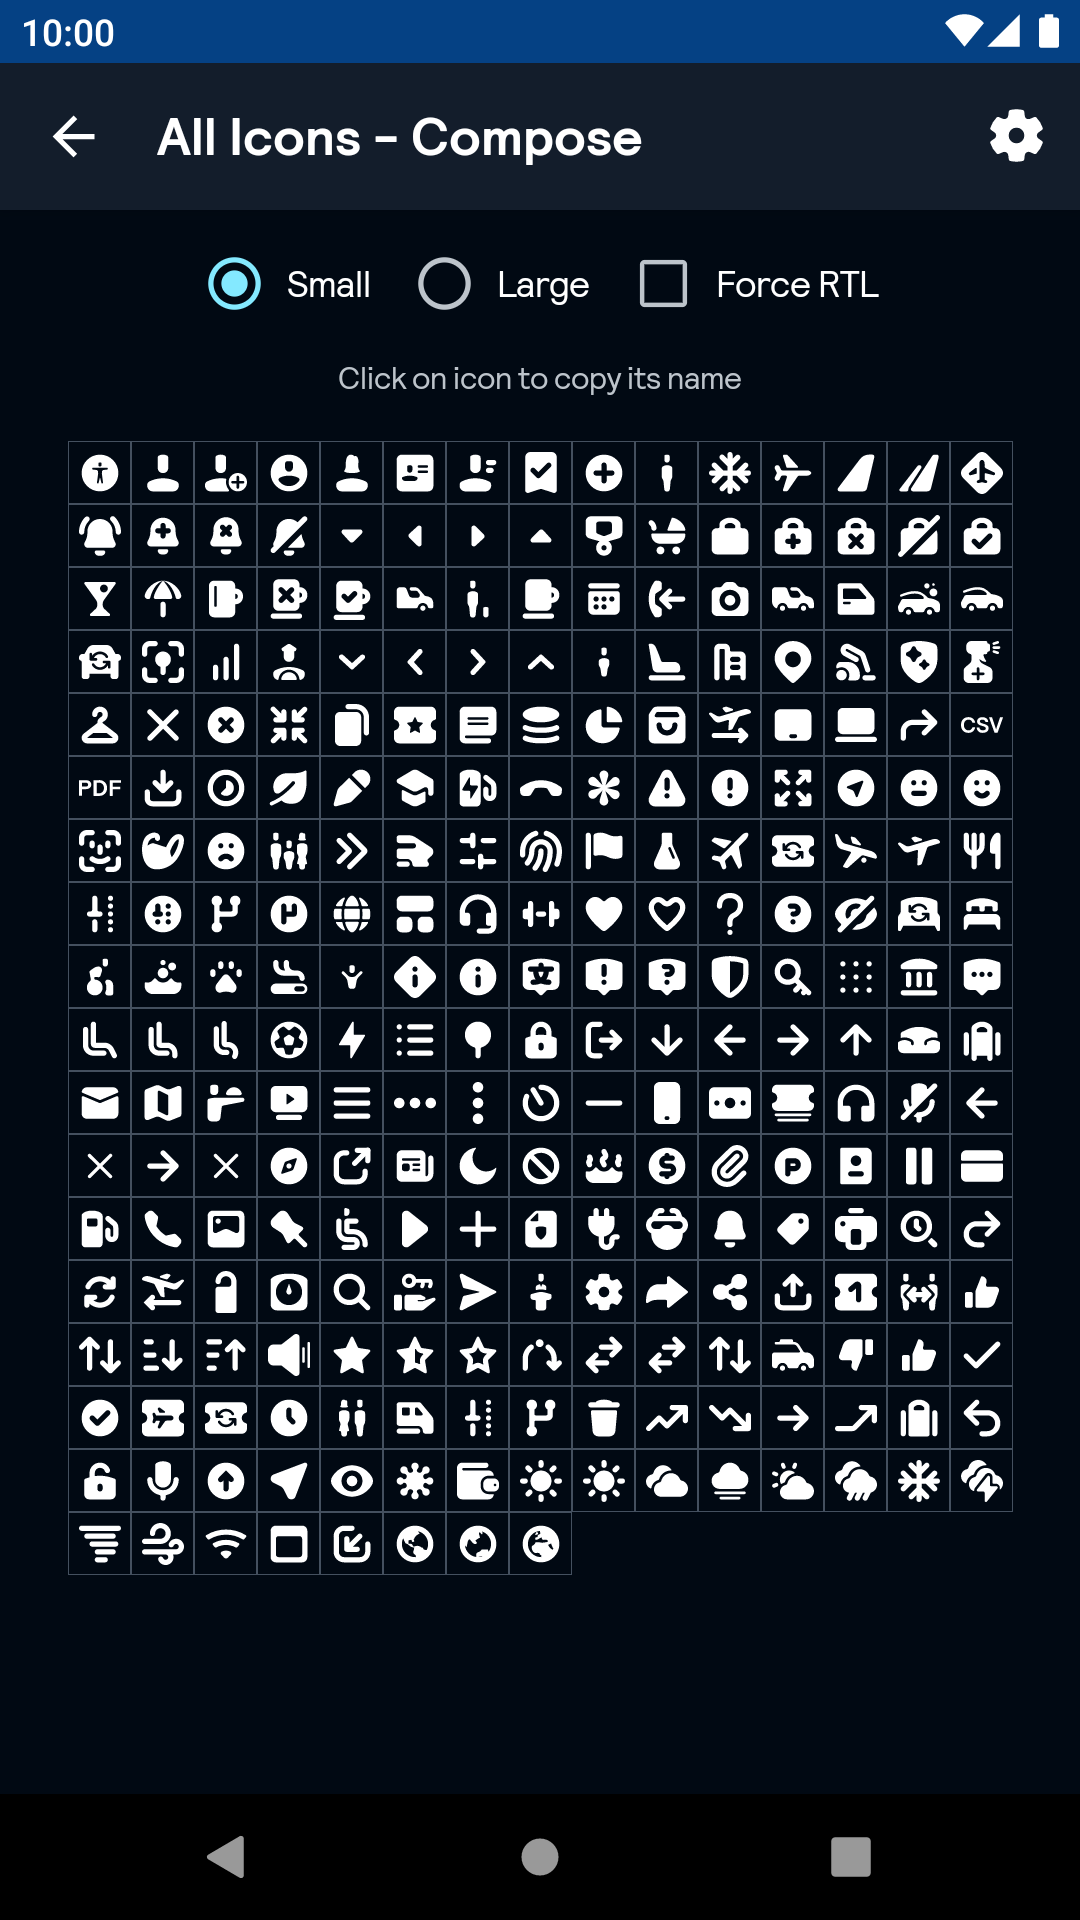 10:00
All Icons - Compose
Small
Large
Force RTL
Click on icon to copy its name
CSV
PDF